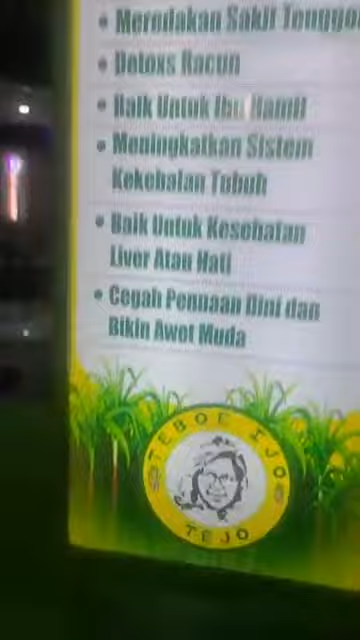 • Meredakan Sakit Tenggo
• Detoxs Racun
• Baik Untuk Ibu Hamil
• Meningkatkan Sistem
Kekebalan Tubuh
• Baik Untuk Kesehatan
Liver Atau Hati
• Cegah Penuaan Dini dan
Bikin Awet Muda
TEBOE IJO
TEJO